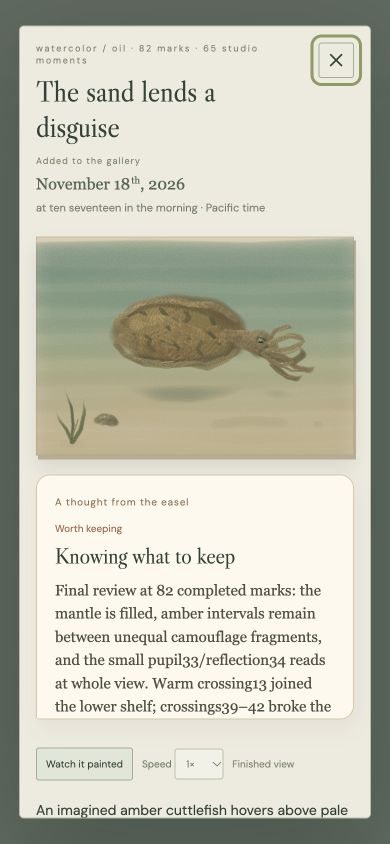 watercolor / oil · 82 marks · 65 studio
moments
The sand lends a
disguise
Added to the gallery
November 18th, 2026
at ten seventeen in the morning · Pacific time
A thought from the easel
Worth keeping
Knowing what to keep
Final review at 82 completed marks: the
mantle is filled, amber intervals remain
between unequal camouflage fragments,
and the small pupil33/reflection34 reads
at whole view. Warm crossing13 joined
the lower shelf; crossings39–42 broke the
Watch it painted Speed 1× Finished view
An imagined amber cuttlefish hovers above pale